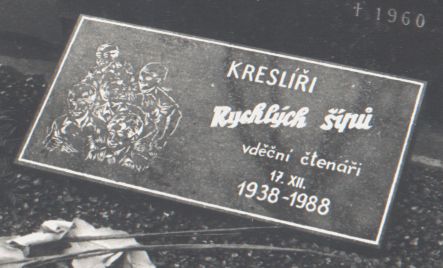 † 1960
KRESLÍŘI
Rychlých šípů
vděční čtenáři
17. XII.
1938-1988